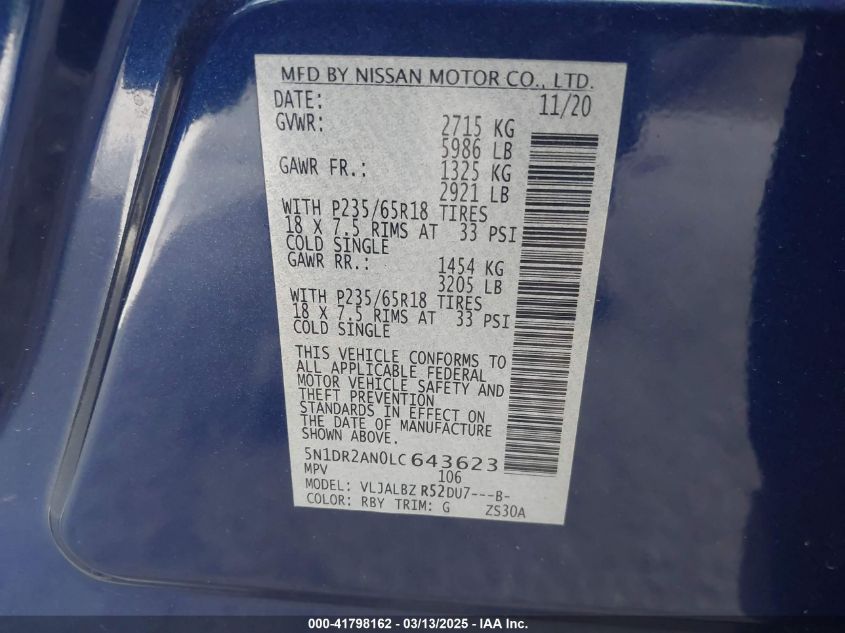 MFD BY NISSAN MOTOR CO., LTD.
DATE: 11/20
GVWR: 2715 KG
5986 LB
GAWR FR.: 1325 KG
2921 LB
WITH P235/65R18 TIRES
18 X 7.5 RIMS AT 33 PSI
COLD SINGLE
GAWR RR.: 1454 KG
3205 LB
WITH P235/65R18 TIRES
18 X 7.5 RIMS AT 33 PSI
COLD SINGLE
THIS VEHICLE CONFORMS TO
ALL APPLICABLE FEDERAL
MOTOR VEHICLE SAFETY AND
THEFT PREVENTION
STANDARDS IN EFFECT ON
THE DATE OF MANUFACTURE
SHOWN ABOVE.
5N1DR2AN0LC643623
MPV 106
MODEL: VLJALBZ R52DU7---B-
COLOR: RBY TRIM: G ZS30A
000-41798162 — 03/13/2025 — IAA Inc.